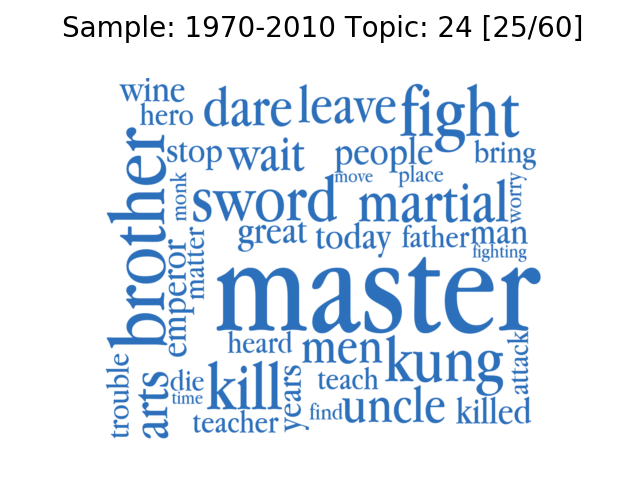 Sample: 1970-2010 Topic: 24 [25/60]
wine
hero
dare
leave
fight
brother
stop
wait
people
bring
move
place
monk
sword
martial
worry
great
today
father
man
fighting
emperor
matter
master
heard
men
kung
attack
trouble
arts
die
time
kill
years
teach
teacher
find
uncle
killed